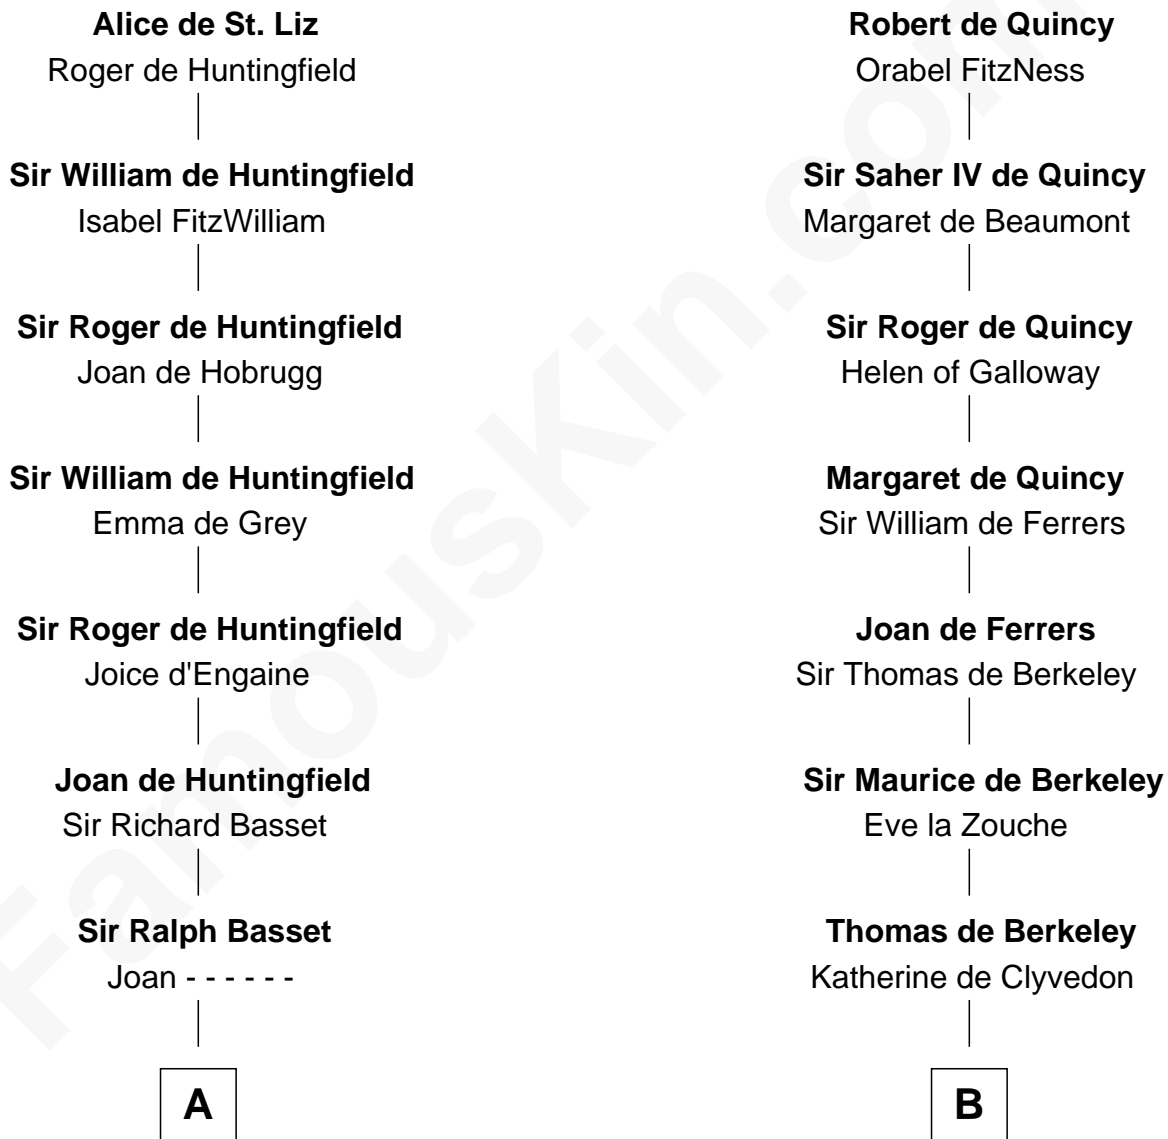 Alice de St. Liz
Roger de Huntingfield
Sir William de Huntingfield
Isabel FitzWilliam
Sir Roger de Huntingfield
Joan de Hobrugg
Sir William de Huntingfield
Emma de Grey
Sir Roger de Huntingfield
Joice d'Engaine
Joan de Huntingfield
Sir Richard Basset
Sir Ralph Basset
Joan - - - - - -
A
Robert de Quincy
Orabel FitzNess
Sir Saher IV de Quincy
Margaret de Beaumont
Sir Roger de Quincy
Helen of Galloway
Margaret de Quincy
Sir William de Ferrers
Joan de Ferrers
Sir Thomas de Berkeley
Sir Maurice de Berkeley
Eve la Zouche
Thomas de Berkeley
Katherine de Clyvedon
B
FamousKin.com